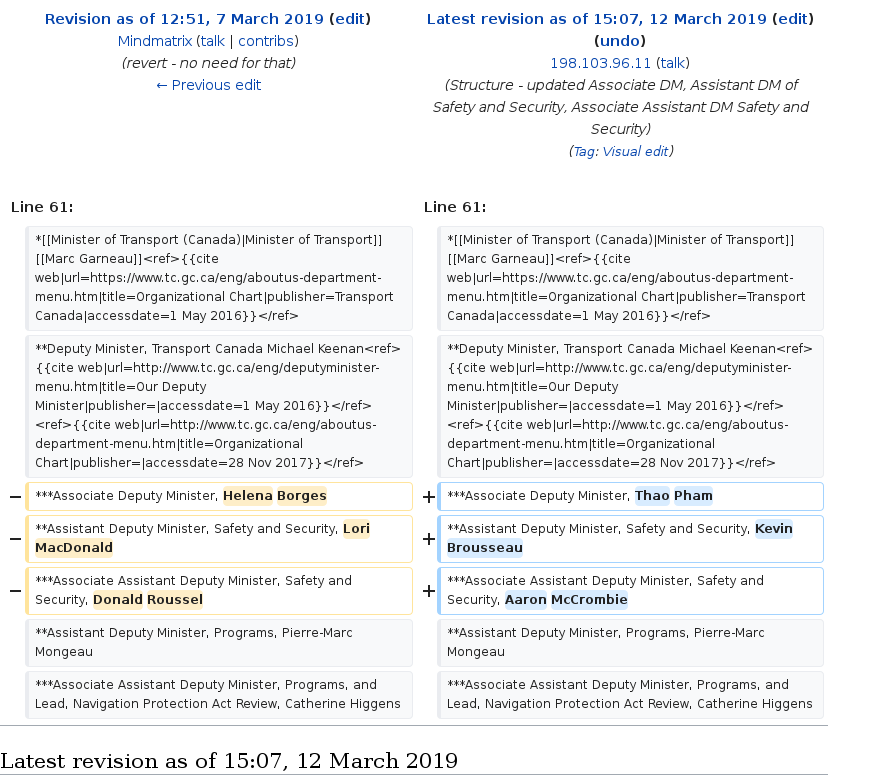 Revision as of 12:51, 7 March 2019 (edit)
Mindmatrix (talk | contribs)
(revert - no need for that)
← Previous edit
Latest revision as of 15:07, 12 March 2019 (edit)
(undo)
198.103.96.11 (talk)
(Structure - updated Associate DM, Assistant DM of
Safety and Security, Associate Assistant DM Safety and
Security)
(Tag: Visual edit)
Line 61:
*[[Minister of Transport (Canada)|Minister of Transport]]
[[Marc Garneau]]<ref>{{cite
web|url=https://www.tc.gc.ca/eng/aboutus-department-
menu.htm|title=Organizational Chart|publisher=Transport
Canada|accessdate=1 May 2016}}</ref>
**Deputy Minister, Transport Canada Michael Keenan<ref>
{{cite web|url=http://www.tc.gc.ca/eng/deputyminister-
menu.htm|title=Our Deputy
Minister|publisher=|accessdate=1 May 2016}}</ref>
<ref>{{cite web|url=http://www.tc.gc.ca/eng/aboutus-
department-menu.htm|title=Organizational
Chart|publisher=|accessdate=28 Nov 2017}}</ref>
− ***Associate Deputy Minister, Helena Borges
− **Assistant Deputy Minister, Safety and Security, Lori
MacDonald
− ***Associate Assistant Deputy Minister, Safety and
Security, Donald Roussel
**Assistant Deputy Minister, Programs, Pierre-Marc
Mongeau
***Associate Assistant Deputy Minister, Programs, and
Lead, Navigation Protection Act Review, Catherine Higgens
Line 61:
*[[Minister of Transport (Canada)|Minister of Transport]]
[[Marc Garneau]]<ref>{{cite
web|url=https://www.tc.gc.ca/eng/aboutus-department-
menu.htm|title=Organizational Chart|publisher=Transport
Canada|accessdate=1 May 2016}}</ref>
**Deputy Minister, Transport Canada Michael Keenan<ref>
{{cite web|url=http://www.tc.gc.ca/eng/deputyminister-
menu.htm|title=Our Deputy
Minister|publisher=|accessdate=1 May 2016}}</ref>
<ref>{{cite web|url=http://www.tc.gc.ca/eng/aboutus-
department-menu.htm|title=Organizational
Chart|publisher=|accessdate=28 Nov 2017}}</ref>
+ ***Associate Deputy Minister, Thao Pham
+ **Assistant Deputy Minister, Safety and Security, Kevin
Brousseau
+ ***Associate Assistant Deputy Minister, Safety and
Security, Aaron McCrombie
**Assistant Deputy Minister, Programs, Pierre-Marc
Mongeau
***Associate Assistant Deputy Minister, Programs, and
Lead, Navigation Protection Act Review, Catherine Higgens
Latest revision as of 15:07, 12 March 2019